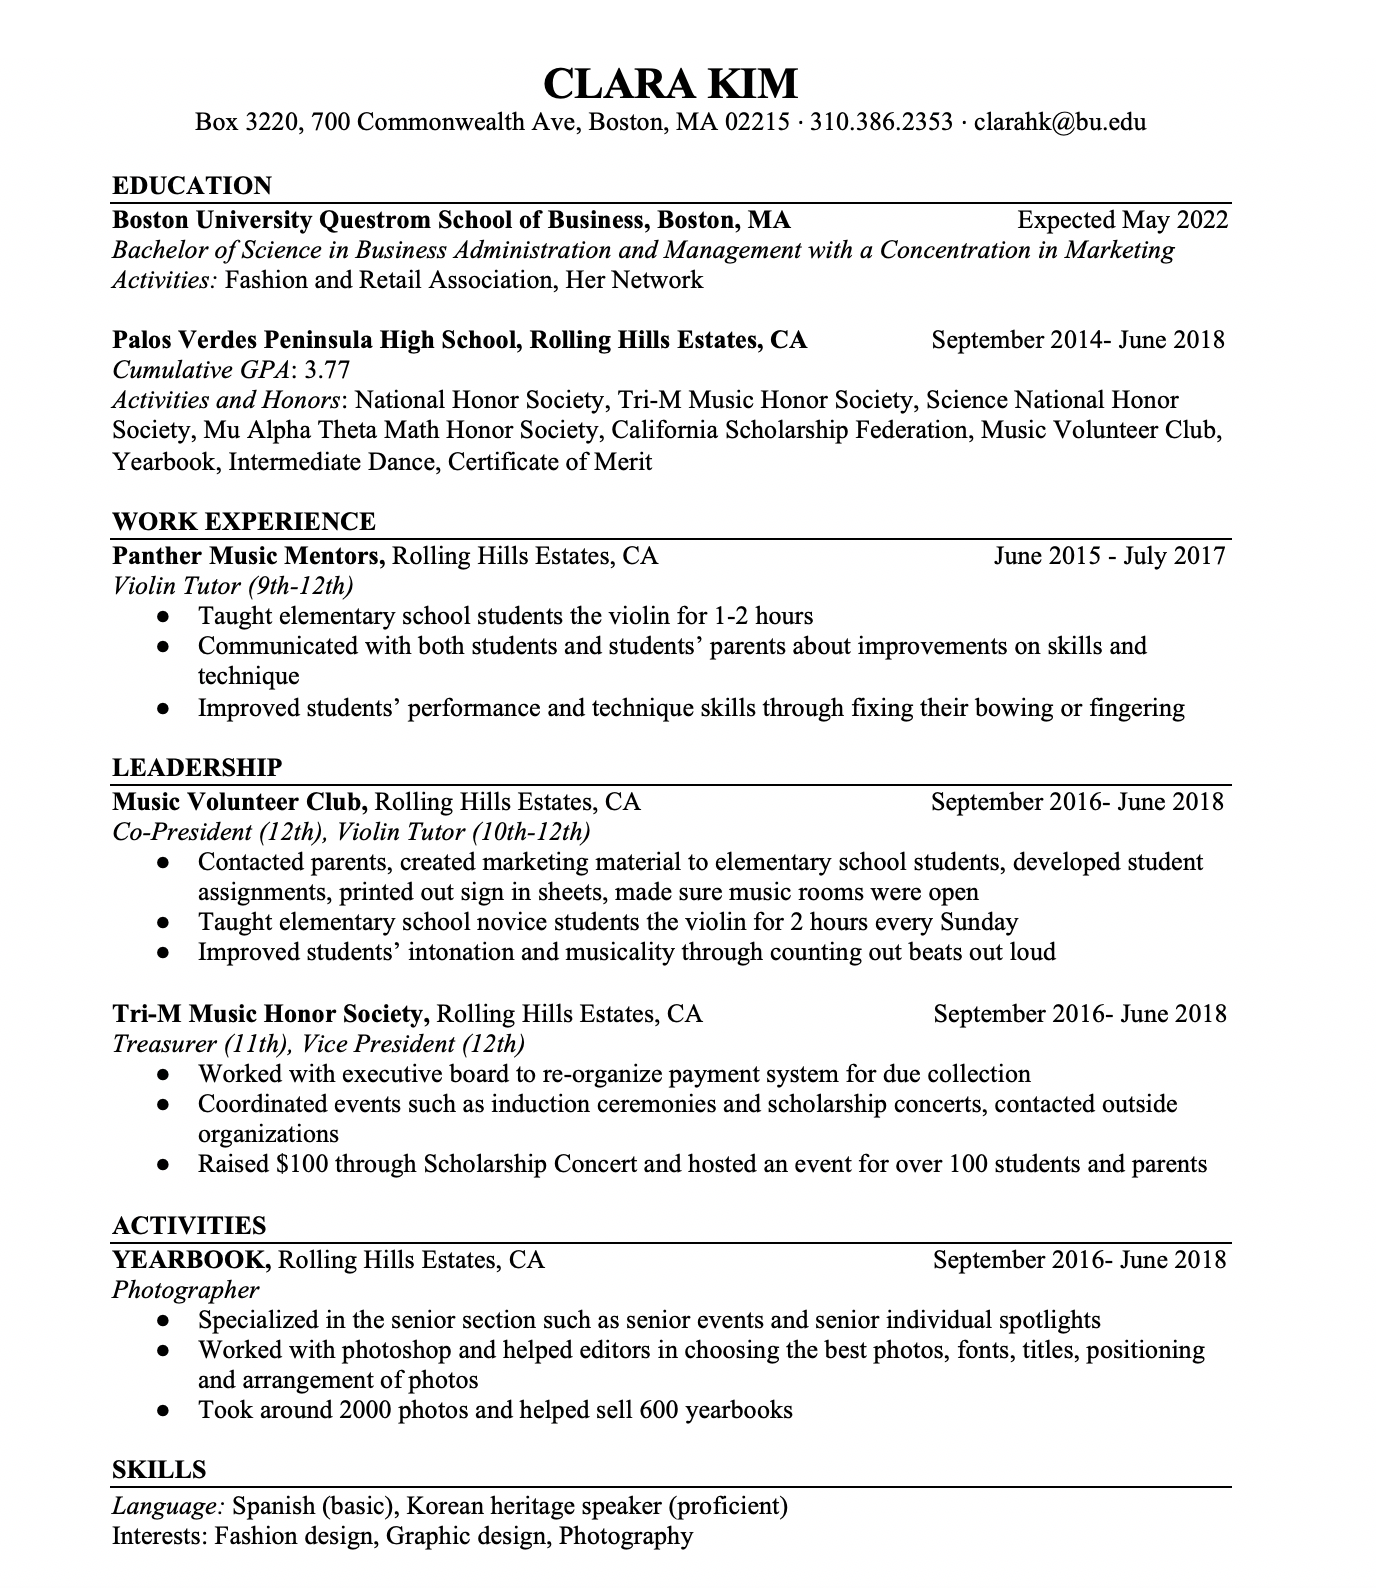 CLARA KIM
Box 3220, 700 Commonwealth Ave, Boston, MA 02215 · 310.386.2353 · clarahk@bu.edu
EDUCATION
Boston University Questrom School of Business, Boston, MA Expected May 2022
Bachelor of Science in Business Administration and Management with a Concentration in Marketing
Activities: Fashion and Retail Association, Her Network
Palos Verdes Peninsula High School, Rolling Hills Estates, CA September 2014- June 2018
Cumulative GPA: 3.77
Activities and Honors: National Honor Society, Tri-M Music Honor Society, Science National Honor
Society, Mu Alpha Theta Math Honor Society, California Scholarship Federation, Music Volunteer Club,
Yearbook, Intermediate Dance, Certificate of Merit
WORK EXPERIENCE
Panther Music Mentors, Rolling Hills Estates, CA June 2015 - July 2017
Violin Tutor (9th-12th)
● Taught elementary school students the violin for 1-2 hours
● Communicated with both students and students’ parents about improvements on skills and
technique
● Improved students’ performance and technique skills through fixing their bowing or fingering
LEADERSHIP
Music Volunteer Club, Rolling Hills Estates, CA September 2016- June 2018
Co-President (12th), Violin Tutor (10th-12th)
● Contacted parents, created marketing material to elementary school students, developed student
assignments, printed out sign in sheets, made sure music rooms were open
● Taught elementary school novice students the violin for 2 hours every Sunday
● Improved students’ intonation and musicality through counting out beats out loud
Tri-M Music Honor Society, Rolling Hills Estates, CA September 2016- June 2018
Treasurer (11th), Vice President (12th)
● Worked with executive board to re-organize payment system for due collection
● Coordinated events such as induction ceremonies and scholarship concerts, contacted outside
organizations
● Raised $100 through Scholarship Concert and hosted an event for over 100 students and parents
ACTIVITIES
YEARBOOK, Rolling Hills Estates, CA September 2016- June 2018
Photographer
● Specialized in the senior section such as senior events and senior individual spotlights
● Worked with photoshop and helped editors in choosing the best photos, fonts, titles, positioning
and arrangement of photos
● Took around 2000 photos and helped sell 600 yearbooks
SKILLS
Language: Spanish (basic), Korean heritage speaker (proficient)
Interests: Fashion design, Graphic design, Photography